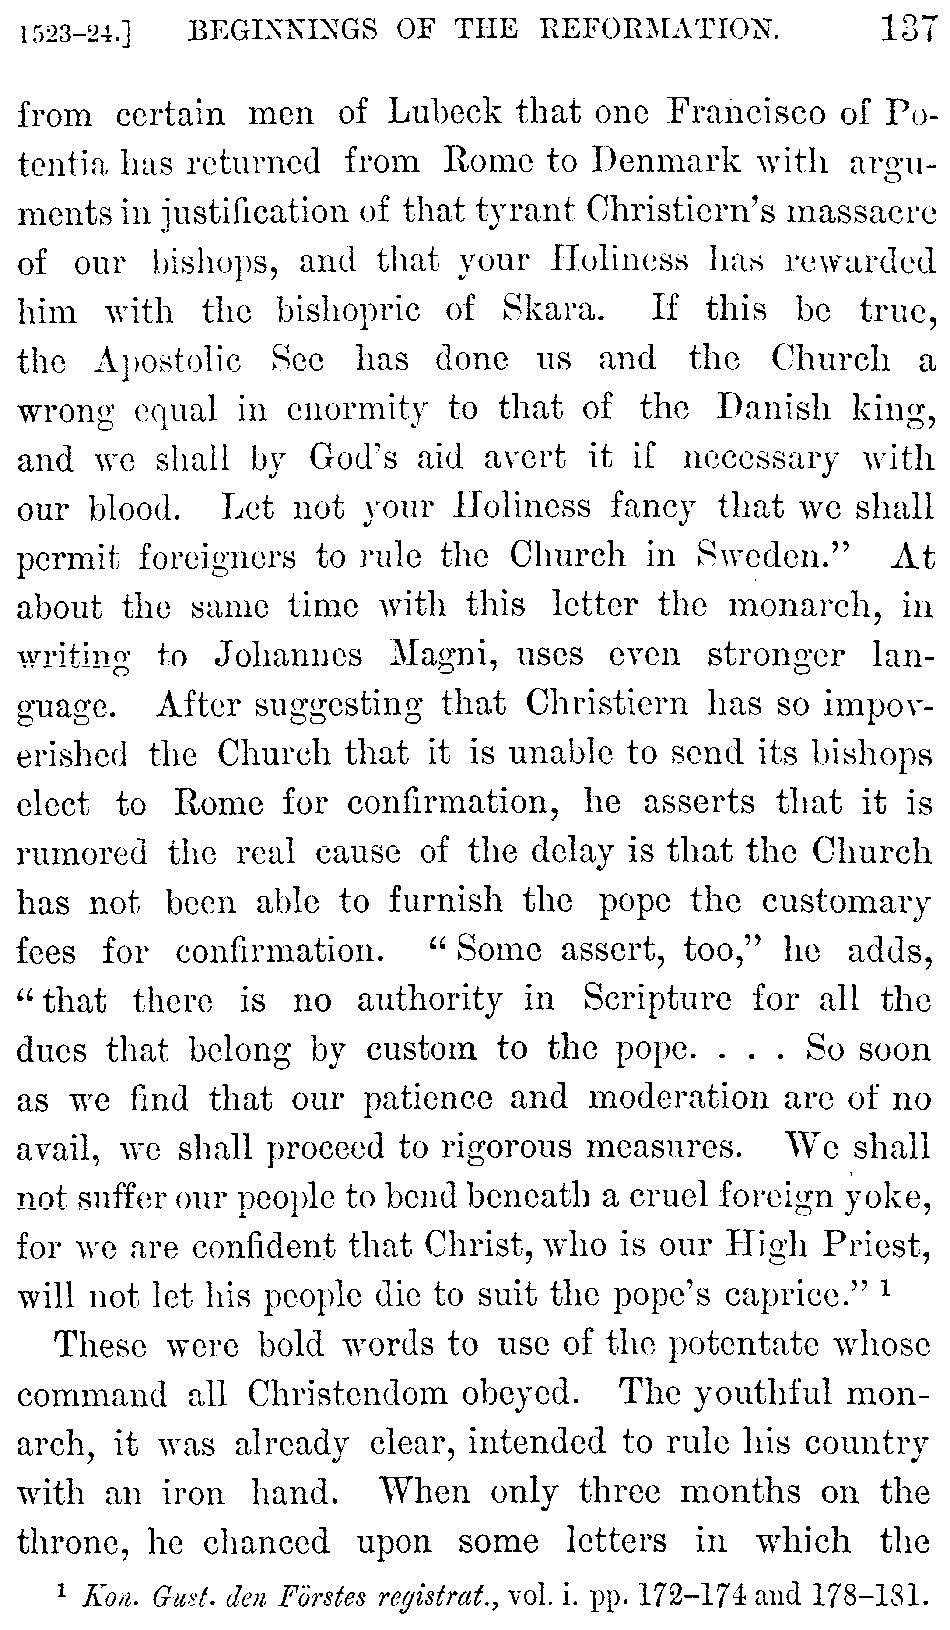 1523–24.] BEGINNINGS OF THE REFORMATION. 137
from certain men of Lubeck that one Francisco of Po-
tentia has returned from Rome to Denmark with argu-
ments in justification of that tyrant Christiern's massacre
of our bishops, and that your Holiness has rewarded
him with the bishopric of Skara. If this be true,
the Apostolic See has done us and the Church a
wrong equal in enormity to that of the Danish king,
and we shall by God's aid avert it if necessary with
our blood. Let not your Holiness fancy that we shall
permit foreigners to rule the Church in Sweden.” At
about the same time with this letter the monarch, in
writing to Johannes Magni, uses even stronger lan-
guage. After suggesting that Christiern has so impov-
erished the Church that it is unable to send its bishops
elect to Rome for confirmation, he asserts that it is
rumored the real cause of the delay is that the Church
has not been able to furnish the pope the customary
fees for confirmation. “Some assert, too,” he adds,
“that there is no authority in Scripture for all the
dues that belong by custom to the pope. . . . So soon
as we find that our patience and moderation are of no
avail, we shall proceed to rigorous measures. We shall
not suffer our people to bend beneath a cruel foreign yoke,
for we are confident that Christ, who is our High Priest,
will not let his people die to suit the pope's caprice.” 1
These were bold words to use of the potentate whose
command all Christendom obeyed. The youthful mon-
arch, it was already clear, intended to rule his country
with an iron hand. When only three months on the
throne, he chanced upon some letters in which the
1 Kon. Gust. den Förstes registrat., vol. i. pp. 172–174 and 178–181.